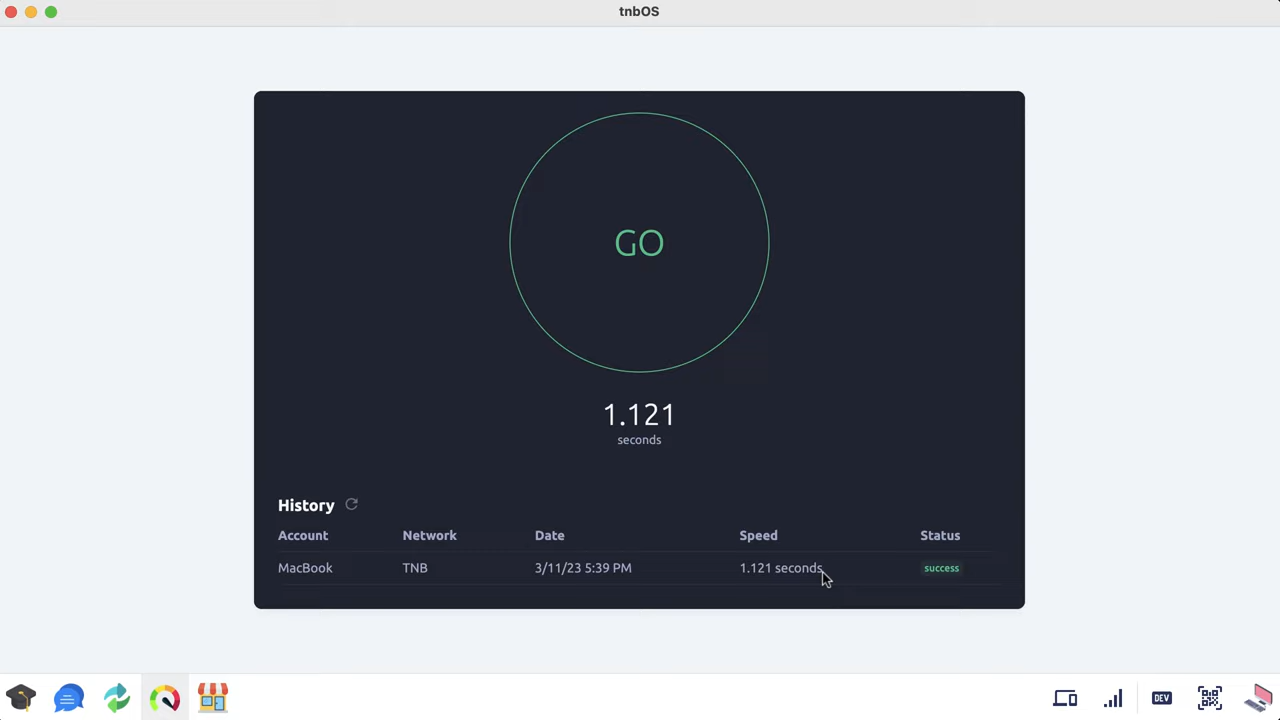 tnbOS
GO
1.121
seconds
History
Account Network Date Speed Status
MacBook TNB 3/11/23 5:39 PM 1.121 seconds success
DEV